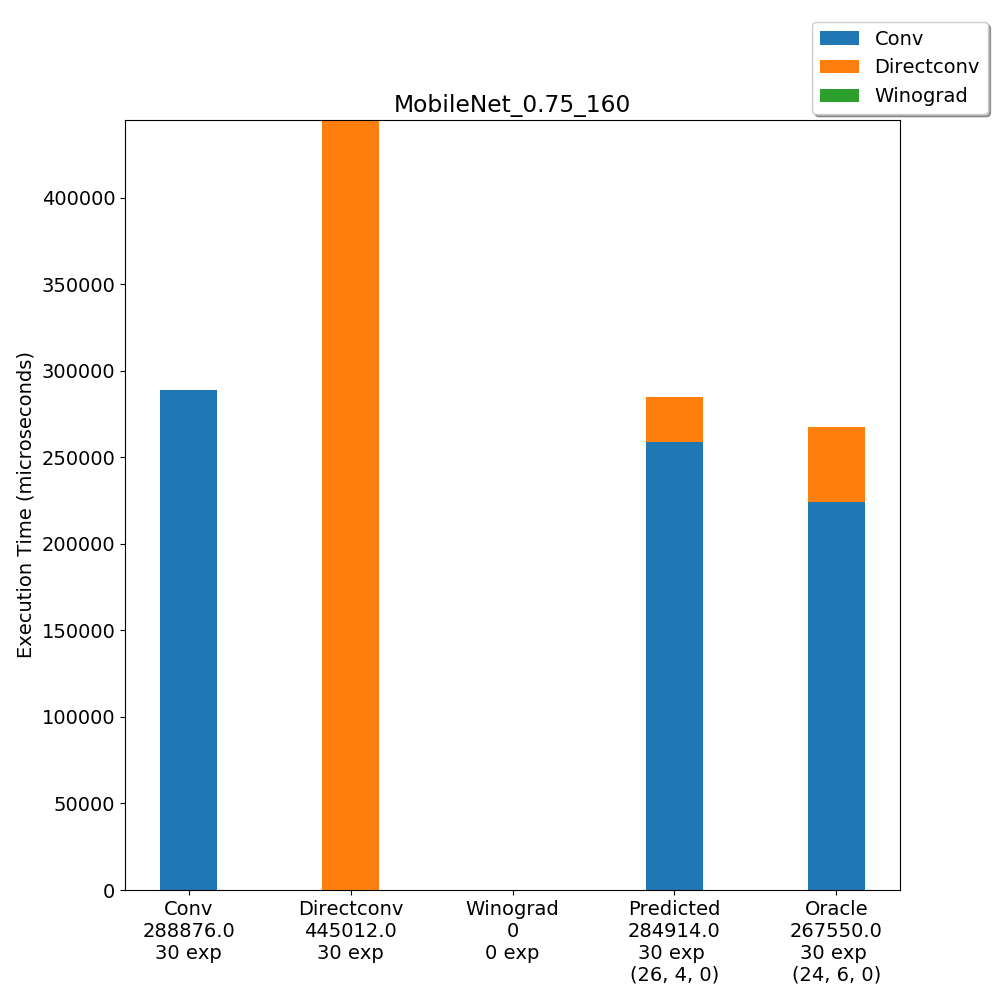 Conv
Directconv
Winograd
MobileNet_0.75_160
Execution Time (microseconds)
400000
350000
300000
250000
200000
150000
100000
50000
0
Conv
288876.0
30 exp
Directconv
445012.0
30 exp
Winograd
0
0 exp
Predicted
284914.0
30 exp
(26, 4, 0)
Oracle
267550.0
30 exp
(24, 6, 0)